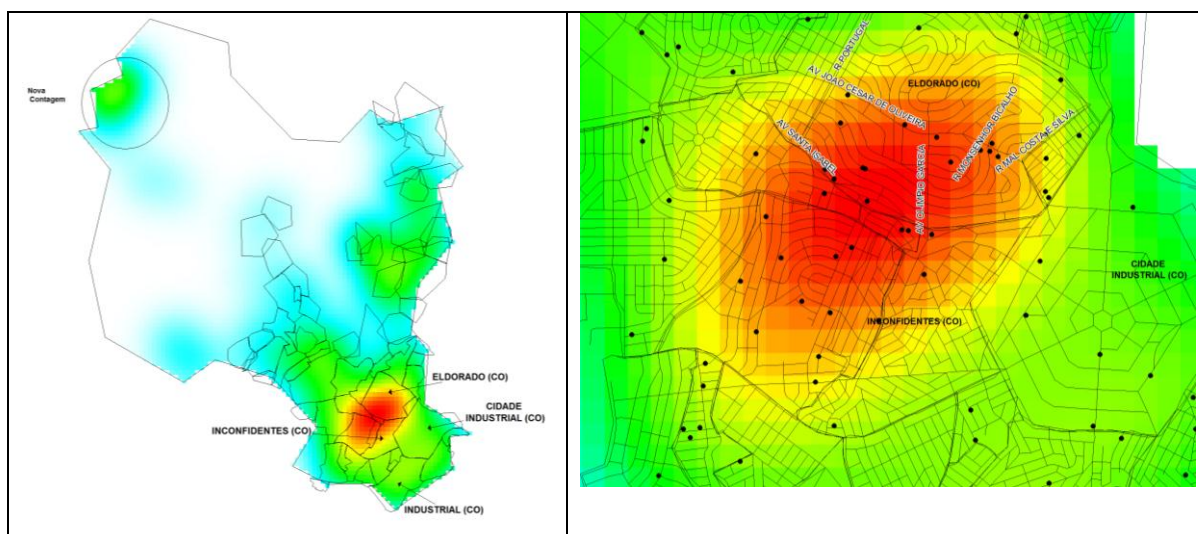 Nova
Contagem
ELDORADO (CO)
CIDADE
INDUSTRIAL (CO)
INCONFIDENTES (CO)
INDUSTRIAL (CO)
R.PORTUGAL
AV JOÃO CESAR DE OLIVEIRA
ELDORADO (CO)
AV SANTA ISABEL
AV OLIMPIO GARCIA
R.MONSENHOR BICALHO
R.MAL COSTA E SILVA
CIDADE
INDUSTRIAL (CO)
INCONFIDENTES (CO)